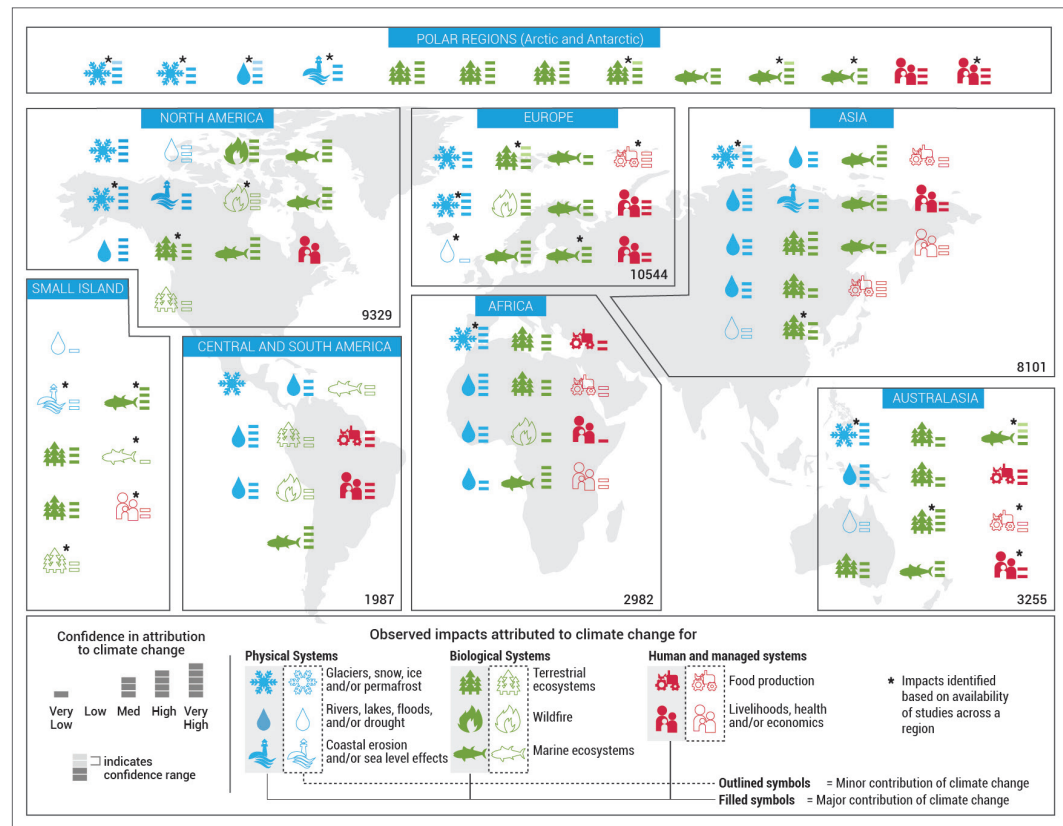 POLAR REGIONS (Arctic and Antarctic)
NORTH AMERICA
EUROPE
ASIA
10544
SMALL ISLAND
AFRICA
9329
CENTRAL AND SOUTH AMERICA
8101
AUSTRALASIA
1987
2982
3255
Confidence in attribution
to climate change
Very
Low
Low
Med
High
Very
High
indicates
confidence range
Observed impacts attributed to climate change for
Physical Systems
Glaciers, snow, ice
and/or permafrost
Rivers, lakes, floods,
and/or drought
Coastal erosion
and/or sea level effects
Biological Systems
Terrestrial
ecosystems
Wildfire
Marine ecosystems
Human and managed systems
Food production
Livelihoods, health
and/or economics
* Impacts identified
based on availability
of studies across a
region
Outlined symbols = Minor contribution of climate change
Filled symbols = Major contribution of climate change